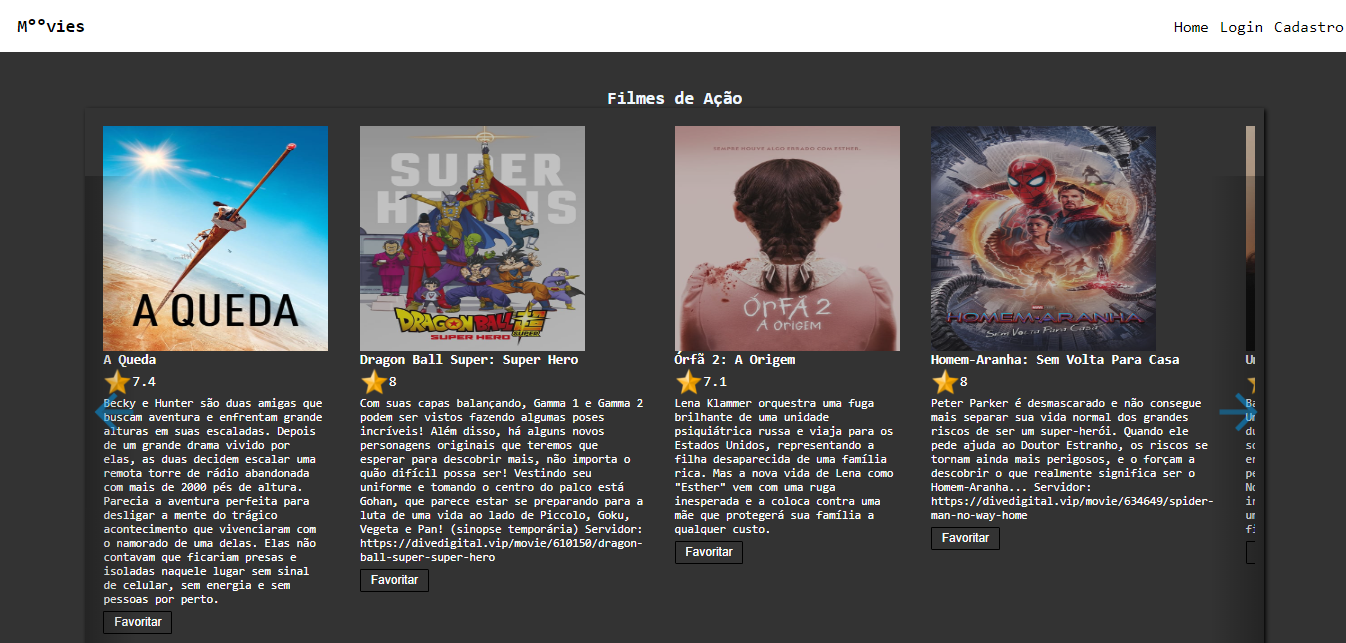 M°°vies
Home Login Cadastro
Filmes de Ação
A QUEDA
A Queda
7.4
Becky e Hunter são duas amigas que
buscam aventura e enfrentam grande
alturas em suas escaladas. Depois
de um grande drama vivido por
elas, as duas decidem escalar uma
remota torre de rádio abandonada
com mais de 2000 pés de altura.
Parecia a aventura perfeita para
desligar a mente do trágico
acontecimento que vivenciaram com
o namorado de uma delas. Elas não
contavam que ficariam presas e
isoladas naquele lugar sem sinal
de celular, sem energia e sem
pessoas por perto.
Favoritar
SUPER
HEROIS
DRAGON BALL
SUPER
SUPER HERO
Dragon Ball Super: Super Hero
8
Com suas capas balançando, Gamma 1 e Gamma 2
podem ser vistos fazendo algumas poses
incríveis! Além disso, há alguns novos
personagens originais que teremos que
esperar para descobrir mais, não importa o
quão difícil possa ser! Vestindo seu
uniforme e tomando o centro do palco está
Gohan, que parece estar se preparando para a
luta de uma vida ao lado de Piccolo, Goku,
Vegeta e Pan! (sinopse temporária) Servidor:
https://divedigital.vip/movie/610150/dragon-
ball-super-super-hero
Favoritar
SEMPRE HOUVE ALGO ERRADO COM ESTHER.
ÓRFÃ 2
A ORIGEM
Órfã 2: A Origem
7.1
Lena Klammer orquestra uma fuga
brilhante de uma unidade
psiquiátrica russa e viaja para os
Estados Unidos, representando a
filha desaparecida de uma família
rica. Mas a nova vida de Lena como
"Esther" vem com uma ruga
inesperada e a coloca contra uma
mãe que protegerá sua família a
qualquer custo.
Favoritar
HOMEM-ARANHA
Sem Volta Para Casa
Homem-Aranha: Sem Volta Para Casa
8
Peter Parker é desmascarado e não consegue
mais separar sua vida normal dos grandes
riscos de ser um super-herói. Quando ele
pede ajuda ao Doutor Estranho, os riscos se
tornam ainda mais perigosos, e o forçam a
descobrir o que realmente significa ser o
Homem-Aranha... Servidor:
https://divedigital.vip/movie/634649/spider-
man-no-way-home
Favoritar